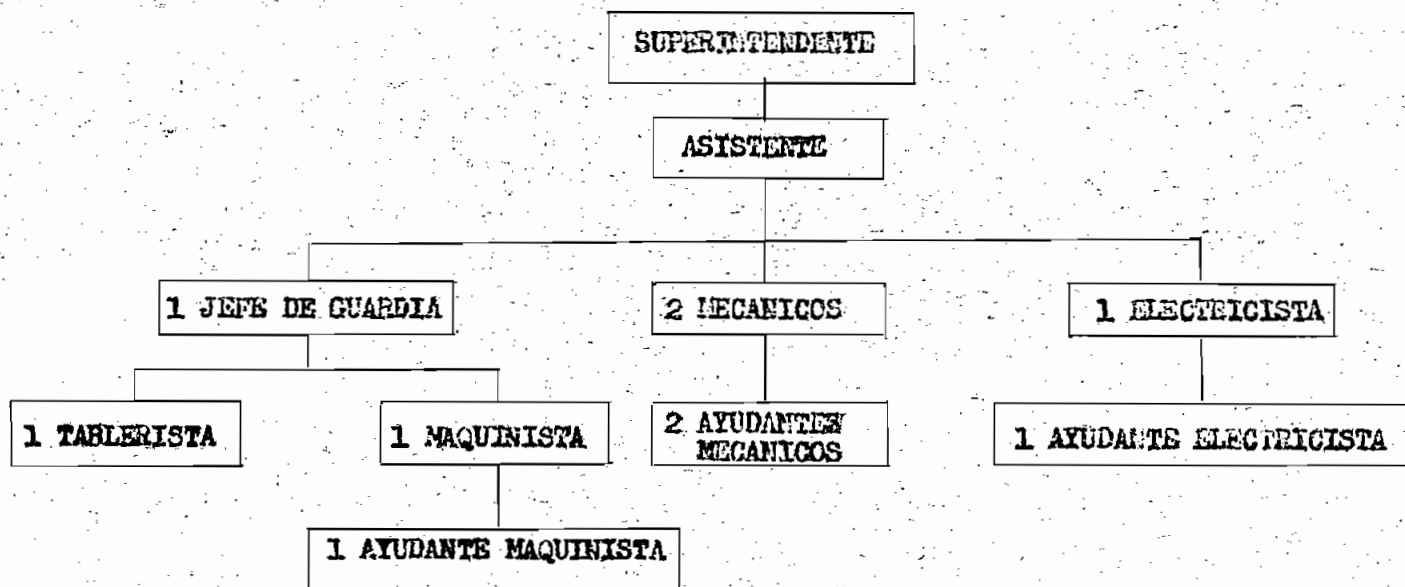 SUPERINTENDENTE
ASISTENTE
1 JEFE DE GUARDIA
2 MECANICOS
1 ELECTRICISTA
1 TABLERISTA
1 MAQUINISTA
2 AYUDANTES
MECANICOS
1 AYUDANTE ELECTRICISTA
1 AYUDANTE MAQUINISTA